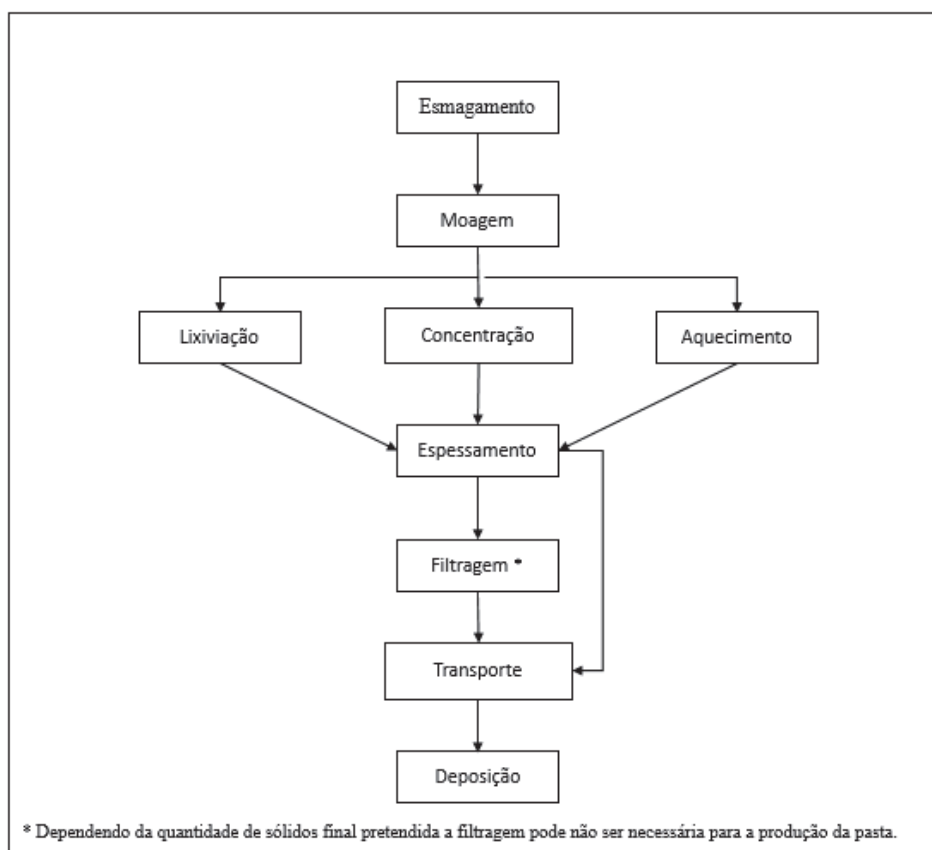 Esmagamento
Moagem
Lixiviação
Concentração
Aquecimento
Espessamento
Filtragem *
Transporte
Deposição
* Dependendo da quantidade de sólidos final pretendida a filtragem pode não ser necessária para a produção da pasta.